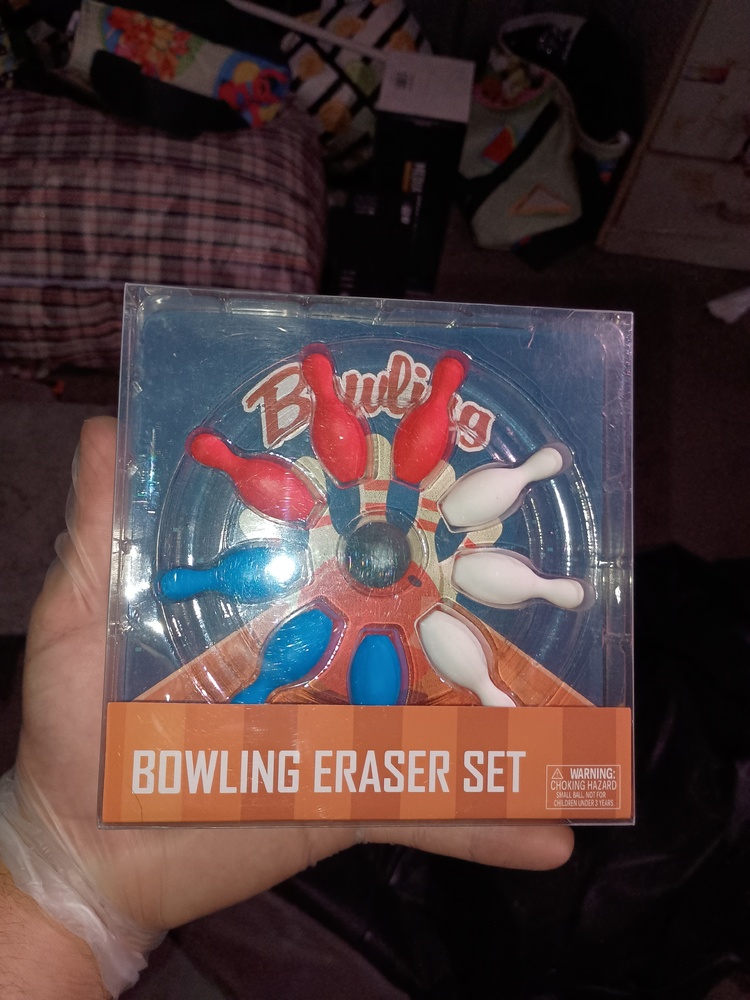 Bowling
BOWLING ERASER SET
WARNING:
CHOKING HAZARD
SMALL BALL. NOT FOR
CHILDREN UNDER 3 YEARS.